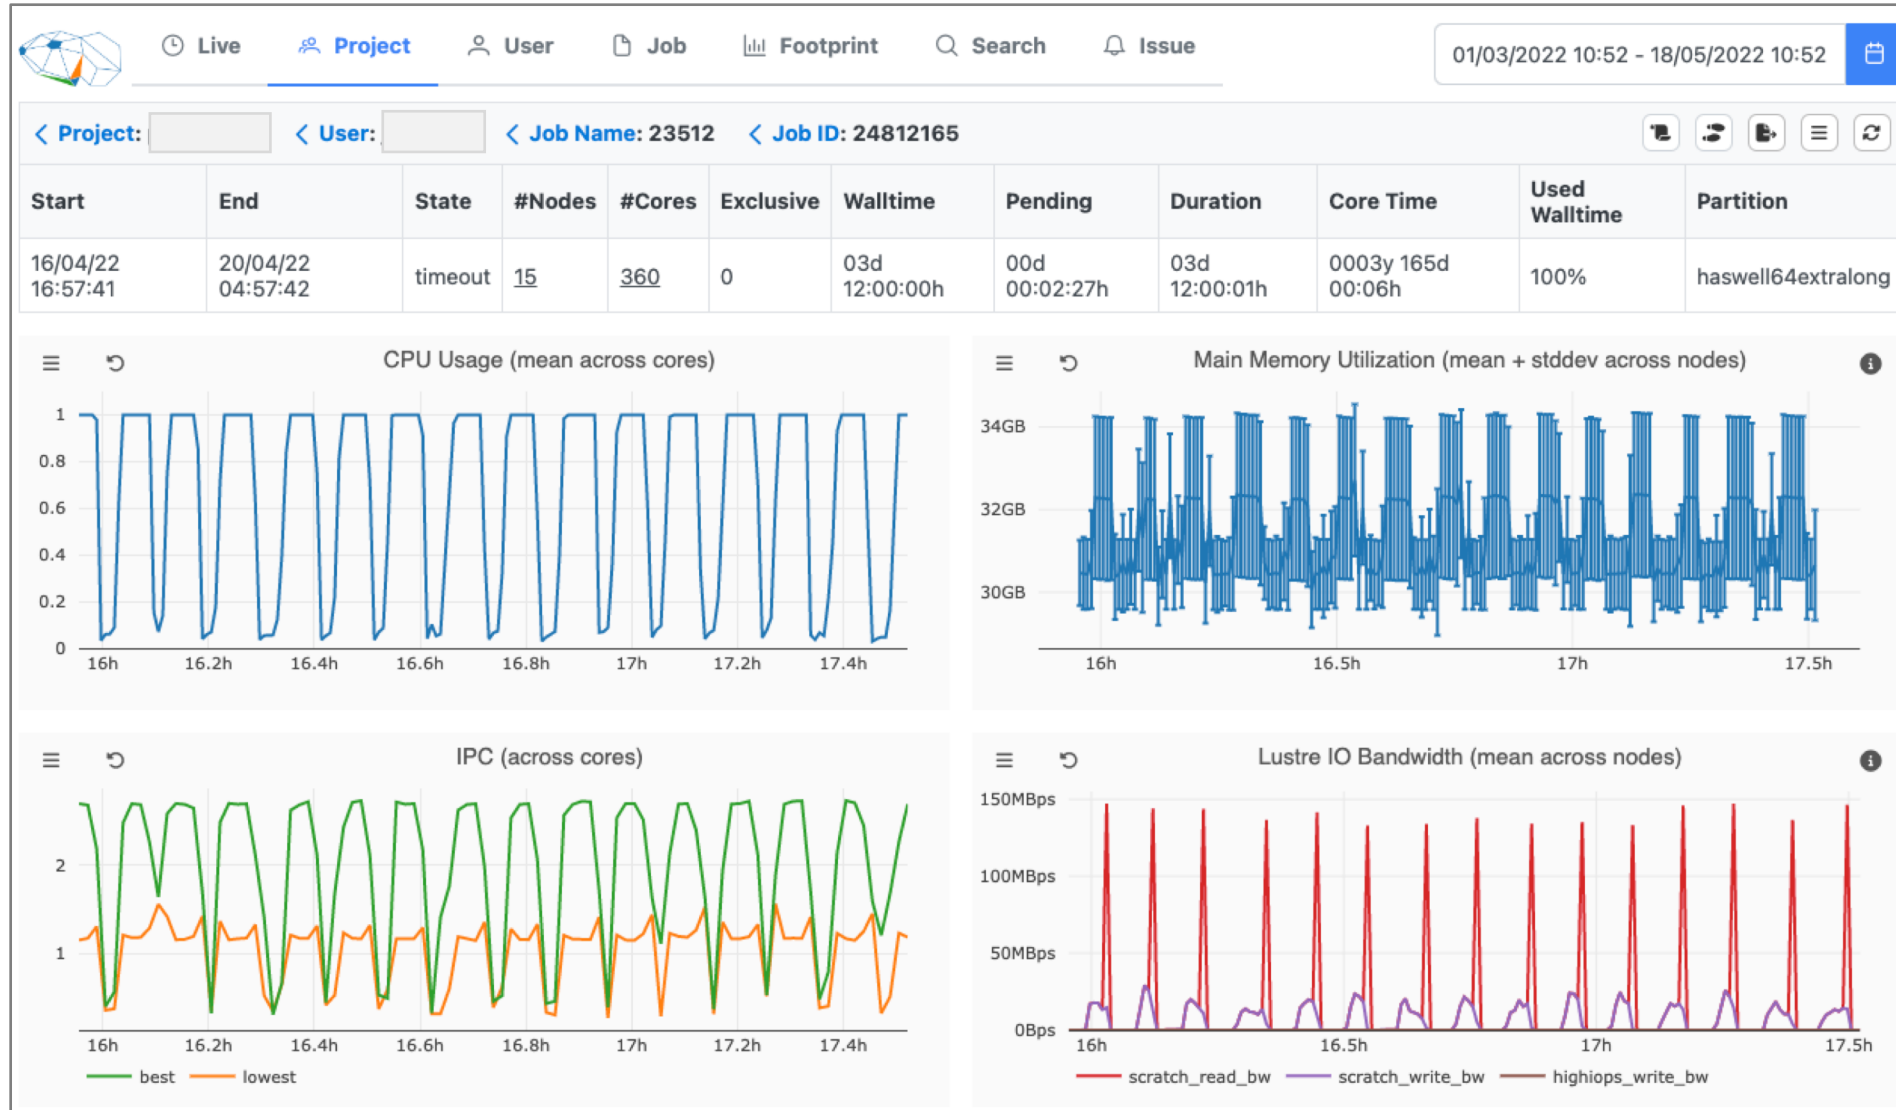 Live Project User Job Footprint Search Issue 01/03/2022 10:52 - 18/05/2022 10:52
Project: User: Job Name: 23512 Job ID: 24812165
Start End State #Nodes #Cores Exclusive Walltime Pending Duration Core Time Used Walltime Partition
16/04/22 16:57:41 20/04/22 04:57:42 timeout 15 360 0 03d 12:00:00h 00d 00:02:27h 03d 12:00:01h 0003y 165d 00:06h 100% haswell64extralong
CPU Usage (mean across cores)
1
0.8
0.6
0.4
0.2
0
16h 16.2h 16.4h 16.6h 16.8h 17h 17.2h 17.4h
Main Memory Utilization (mean + stddev across nodes)
34GB
32GB
30GB
16h 16.5h 17h 17.5h
IPC (across cores)
2
1
16h 16.2h 16.4h 16.6h 16.8h 17h 17.2h 17.4h
best lowest
Lustre IO Bandwidth (mean across nodes)
150MBps
100MBps
50MBps
0Bps
16h 16.5h 17h 17.5h
scratch_read_bw scratch_write_bw highiops_write_bw